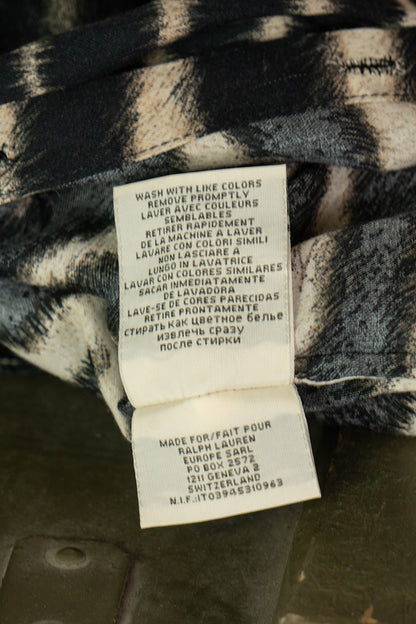 WASH WITH LIKE COLORS
REMOVE PROMPTLY
LAVER AVEC COULEURS
SEMBLABLES
RETIRER RAPIDEMENT
DE LA MACHINE À LAVER
LAVARE CON COLORI SIMILI
NON LASCIARE À
LUNGO IN LAVATRICE
LAVAR CON COLORES SIMILARES
SACAR INMEDIATAMENTE
DE LAVADORA
LAVE-SE DE CORES PARECIDAS
RETIRE PRONTAMENTE
стирать как цветное белье
извлечь сразу
после стирки
MADE FOR/FAIT POUR
RALPH LAUREN
EUROPE SARL
PO BOX 2572
1211 GENEVA 2
SWITZERLAND
N.I.F.:IT03945310963